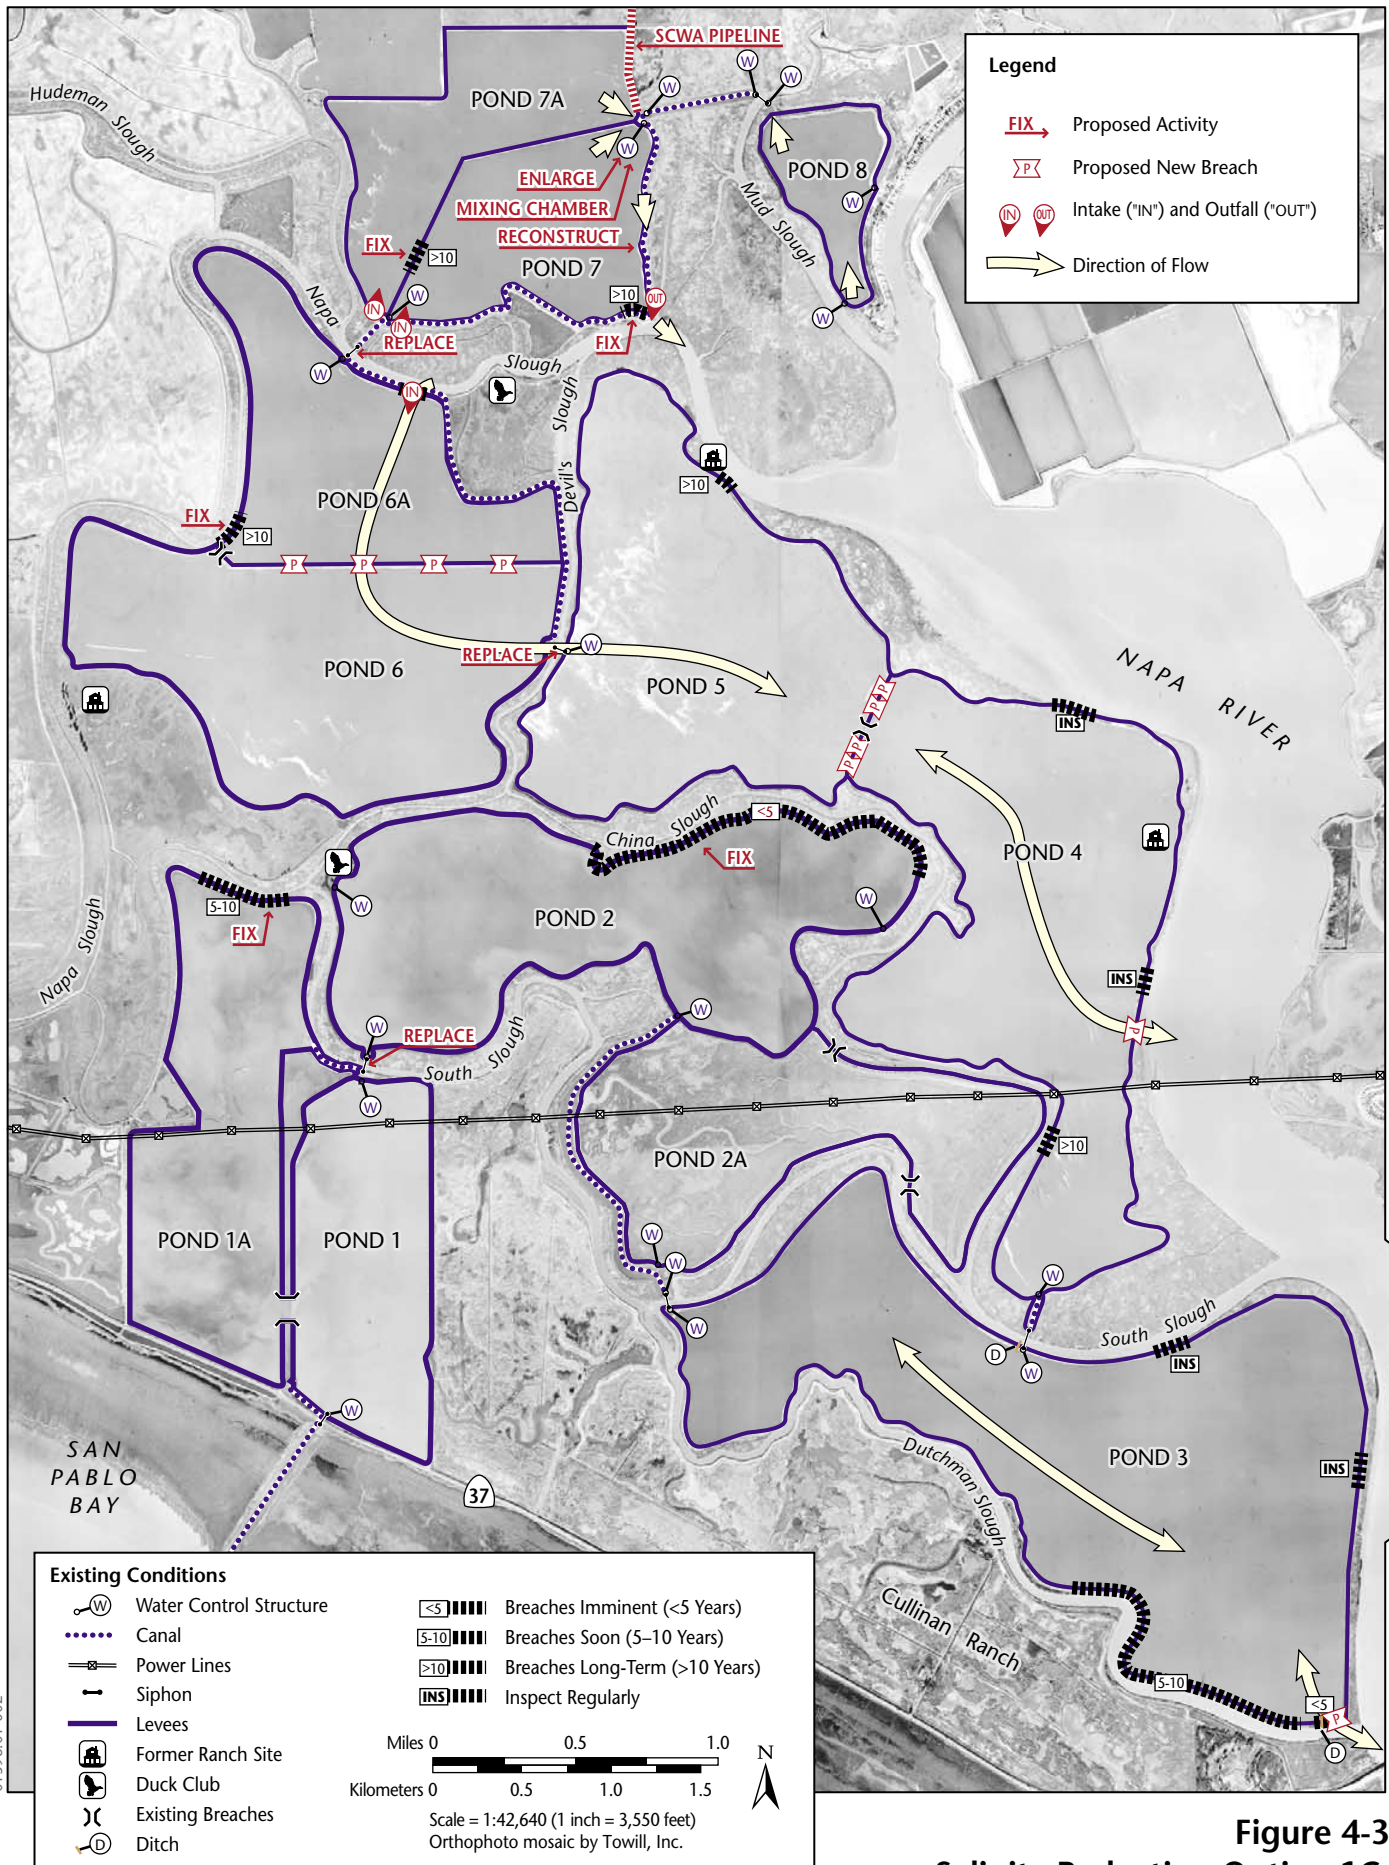 SCWA PIPELINE
Legend
FIX Proposed Activity
P Proposed New Breach
IN OUT Intake ("IN") and Outfall ("OUT")
Direction of Flow
Hudeman Slough
POND 7A
W
W
W
W
ENLARGE
MIXING CHAMBER
RECONSTRUCT
POND 8
W
Mud Slough
W
FIX
>10
POND 7
Napa
IN
W
IN
REPLACE
>10
OUT
FIX
W
Slough
IN
Devil's Slough
>10
POND 6A
FIX
>10
P P P P
REPLACE
W
POND 6
POND 5
NAPA RIVER
P
P
P
P
INS
China Slough
<5
FIX
POND 4
5-10
FIX
W
POND 2
W
Napa Slough
INS
P
W
REPLACE
W
South Slough
W
>10
POND 2A
POND 1A
POND 1
W
W
W
W
D
W
South Slough
INS
W
SAN PABLO BAY
37
Dutchman Slough
POND 3
INS
Cullinan Ranch
5-10
<5
P
D
Existing Conditions
W Water Control Structure
Canal
Power Lines
Siphon
Levees
Former Ranch Site
Duck Club
Existing Breaches
D Ditch
<5 Breaches Imminent (<5 Years)
5-10 Breaches Soon (5–10 Years)
>10 Breaches Long-Term (>10 Years)
INS Inspect Regularly
Miles 0 0.5 1.0
Kilometers 0 0.5 1.0 1.5
N
Scale = 1:42,640 (1 inch = 3,550 feet)
Orthophoto mosaic by Towill, Inc.
Figure 4-3